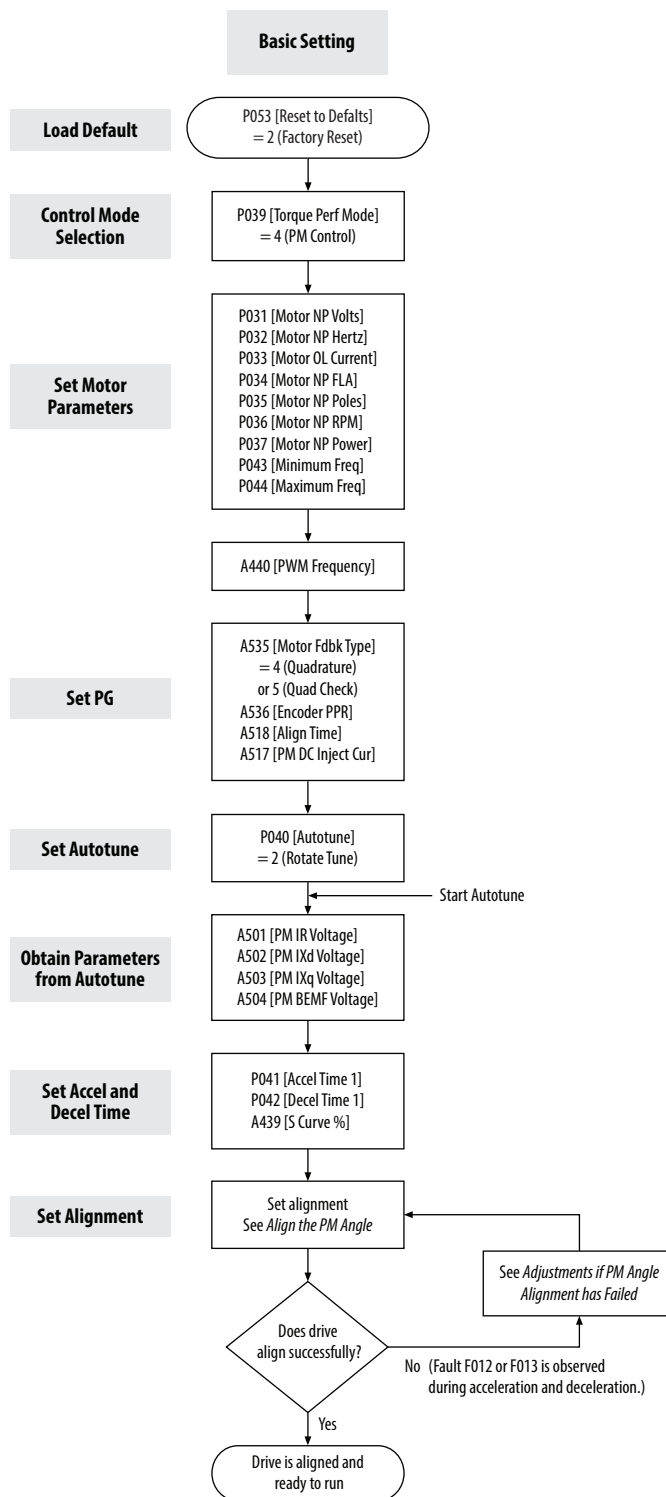 Basic Setting
Load Default
P053 [Reset to Defalts]
= 2 (Factory Reset)
Control Mode
Selection
P039 [Torque Perf Mode]
= 4 (PM Control)
Set Motor
Parameters
P031 [Motor NP Volts]
P032 [Motor NP Hertz]
P033 [Motor OL Current]
P034 [Motor NP FLA]
P035 [Motor NP Poles]
P036 [Motor NP RPM]
P037 [Motor NP Power]
P043 [Minimum Freq]
P044 [Maximum Freq]
A440 [PWM Frequency]
Set PG
A535 [Motor Fdbk Type]
= 4 (Quadrature)
or 5 (Quad Check)
A536 [Encoder PPR]
A518 [Align Time]
A517 [PM DC Inject Cur]
Set Autotune
P040 [Autotune]
= 2 (Rotate Tune)
Start Autotune
Obtain Parameters
from Autotune
A501 [PM IR Voltage]
A502 [PM IXd Voltage]
A503 [PM IXq Voltage]
A504 [PM BEMF Voltage]
Set Accel and
Decel Time
P041 [Accel Time 1]
P042 [Decel Time 1]
A439 [S Curve %]
Set Alignment
Set alignment
See Align the PM Angle
See Adjustments if PM Angle
Alignment has Failed
Does drive
align successfully?
No (Fault F012 or F013 is observed
during acceleration and deceleration.)
Yes
Drive is aligned and
ready to run